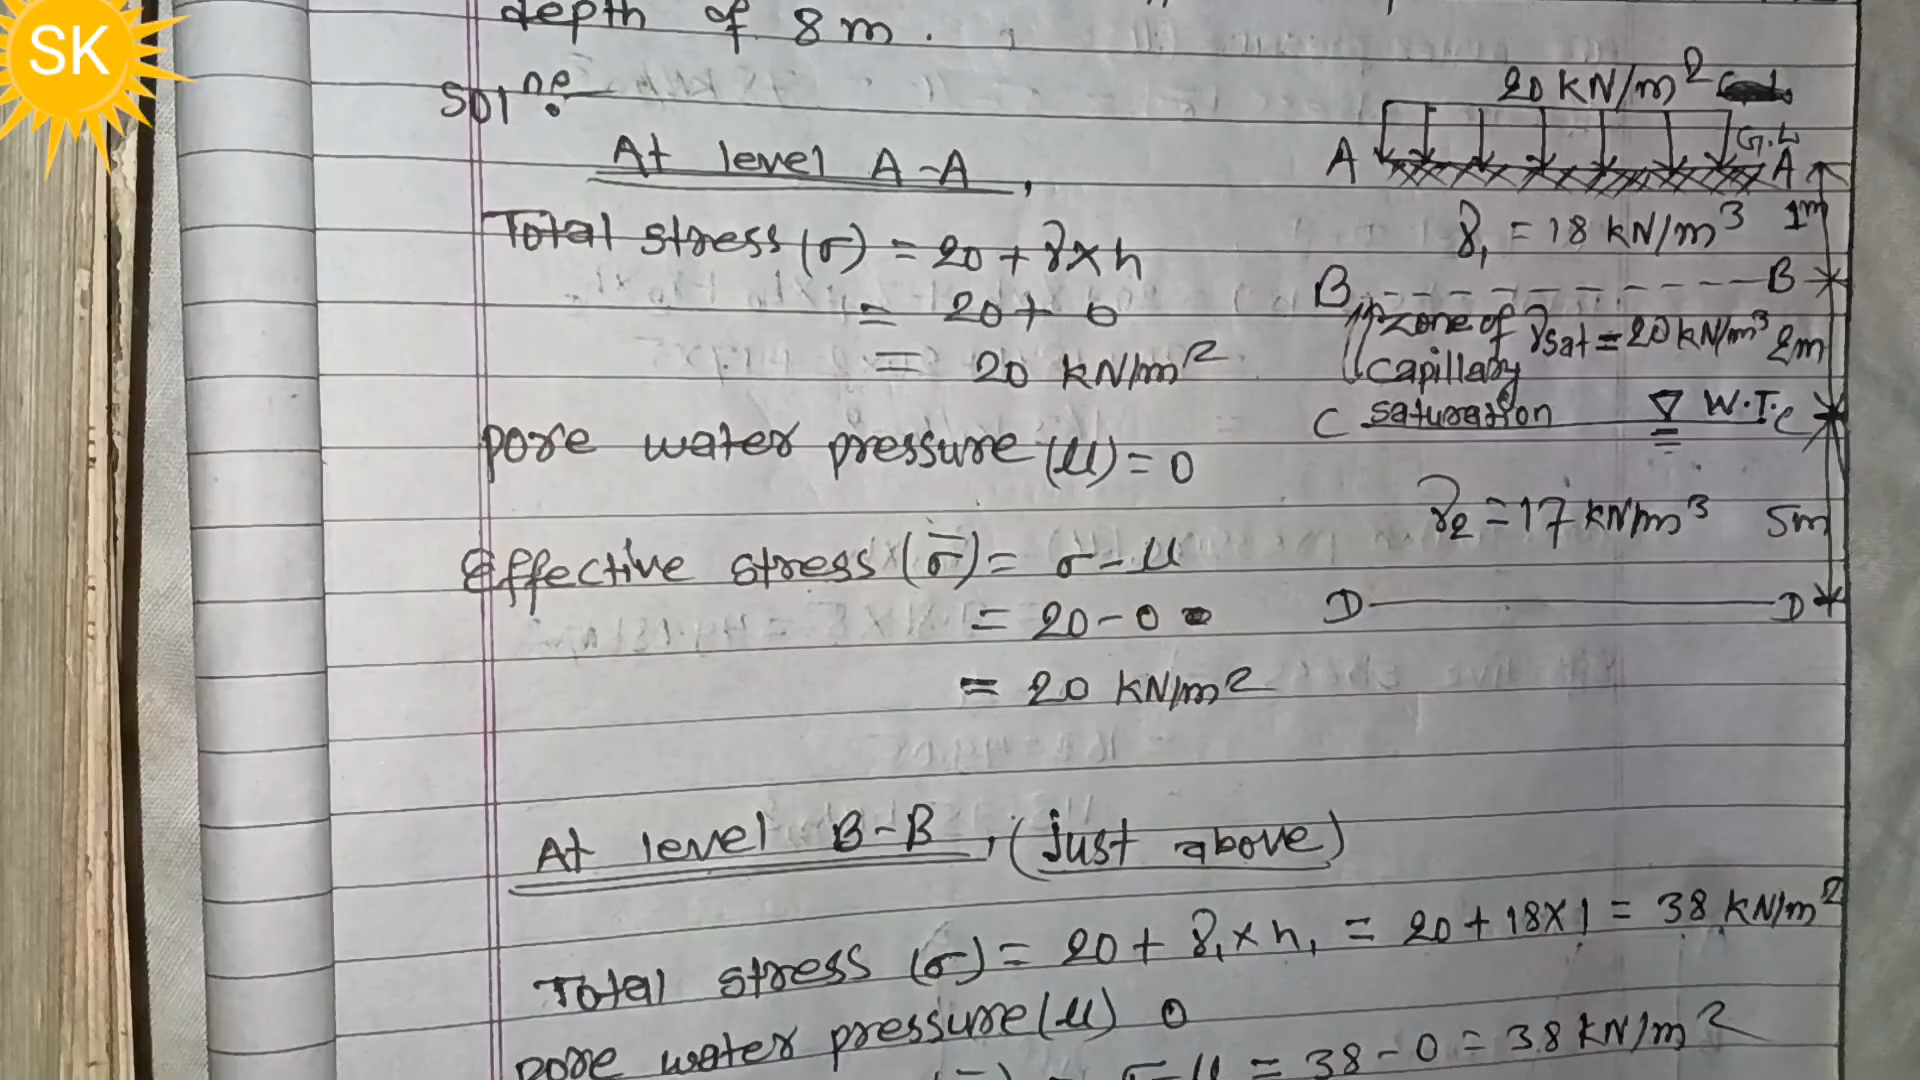 SK
depth of 8m.
Solⁿ:-
At level A-A,
Total stress (σ) = 20 + γ × h
= 20 + 0
= 20 kN/m²
pore water pressure (u) = 0
Effective stress (σ̄) = σ - u
= 20 - 0
= 20 kN/m²
20 kN/m²
G.L
A A
γ₁ = 18 kN/m³ 1m
B B
zone of γsat = 20 kN/m³ 2m
capillary
saturation
C W.T. C
γ₂ = 17 kN/m³ 5m
D D
At level B-B, (just above)
Total stress (σ) = 20 + γ₁ × h₁ = 20 + 18 × 1 = 38 kN/m²
pore water pressure (u) 0
σ - u = 38 - 0 = 38 kN/m²